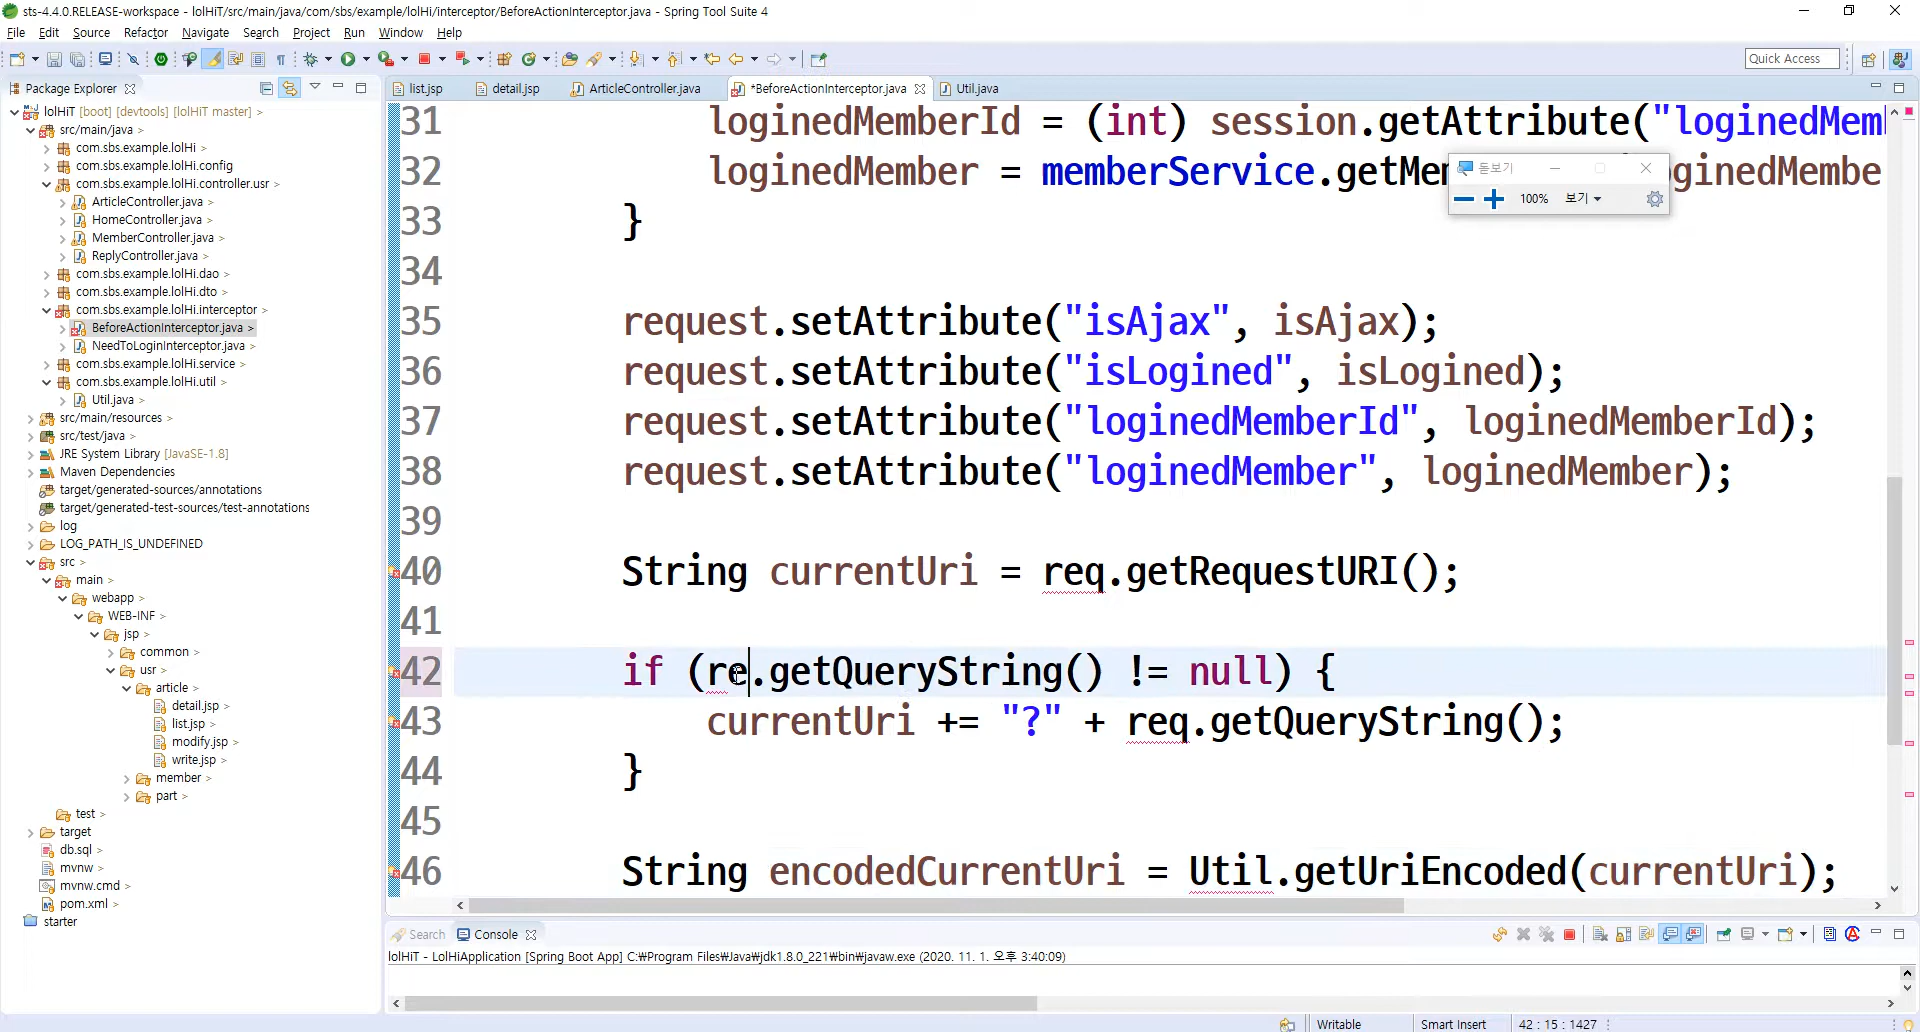 sts-4.4.0.RELEASE-workspace - lolHiT/src/main/java/com/sbs/example/lolHi/interceptor/BeforeActionInterceptor.java - Spring Tool Suite 4
File Edit Source Refactor Navigate Search Project Run Window Help
Quick Access
Package Explorer
list.jsp detail.jsp ArticleController.java *BeforeActionInterceptor.java Util.java
lolHiT [boot] [devtools] [lolHiT master] >
src/main/java >
com.sbs.example.lolHi >
com.sbs.example.lolHi.config
com.sbs.example.lolHi.controller.usr >
ArticleController.java >
HomeController.java >
MemberController.java >
ReplyController.java >
com.sbs.example.lolHi.dao >
com.sbs.example.lolHi.dto >
com.sbs.example.lolHi.interceptor >
BeforeActionInterceptor.java >
NeedToLoginInterceptor.java >
com.sbs.example.lolHi.service >
com.sbs.example.lolHi.util >
Util.java >
src/main/resources >
src/test/java >
JRE System Library [JavaSE-1.8]
Maven Dependencies
target/generated-sources/annotations
target/generated-test-sources/test-annotations
log
LOG_PATH_IS_UNDEFINED
src >
main >
webapp >
WEB-INF >
jsp >
common >
usr >
article >
detail.jsp >
list.jsp >
modify.jsp >
write.jsp >
member >
part >
test >
target
db.sql >
mvnw >
mvnw.cmd >
pom.xml >
starter
31 loginedMemberId = (int) session.getAttribute("loginedMem
32 loginedMember = memberService.getMem ginedMembe
33 }
34
35 request.setAttribute("isAjax", isAjax);
36 request.setAttribute("isLogined", isLogined);
37 request.setAttribute("loginedMemberId", loginedMemberId);
38 request.setAttribute("loginedMember", loginedMember);
39
40 String currentUri = req.getRequestURI();
41
42 if (re.getQueryString() != null) {
43 currentUri += "?" + req.getQueryString();
44 }
45
46 String encodedCurrentUri = Util.getUriEncoded(currentUri);
돋보기
100% 보기
Search Console
lolHiT - LolHiApplication [Spring Boot App] C:₩Program Files₩Java₩jdk1.8.0_221₩bin₩javaw.exe (2020. 11. 1. 오후 3:40:09)
Writable Smart Insert 42 : 15 : 1427